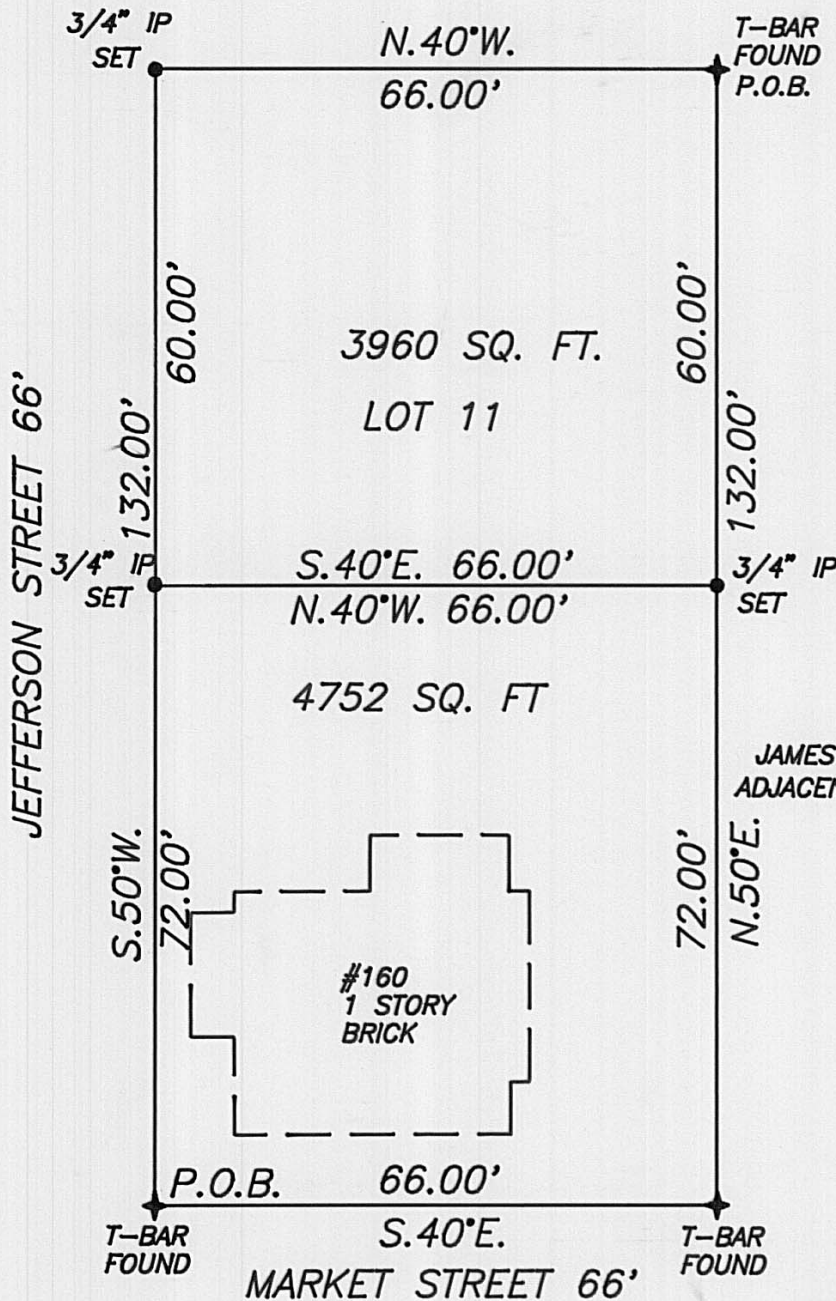 3/4" IP
SET
N.40°W.
66.00'
T-BAR
FOUND
P.O.B.
60.00'
60.00'
3960 SQ. FT.
LOT 11
132.00'
132.00'
JEFFERSON STREET 66'
3/4" IP
SET
S.40°E. 66.00'
N.40°W. 66.00'
3/4" IP
SET
4752 SQ. FT
JAMES
ADJACEN
S.50°W.
72.00'
72.00'
N.50°E.
#160
1 STORY
BRICK
P.O.B.
66.00'
T-BAR
FOUND
S.40°E.
T-BAR
FOUND
MARKET STREET 66'